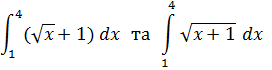 ∫₁⁴(√x + 1) dx та ∫₁⁴ √(x + 1) dx